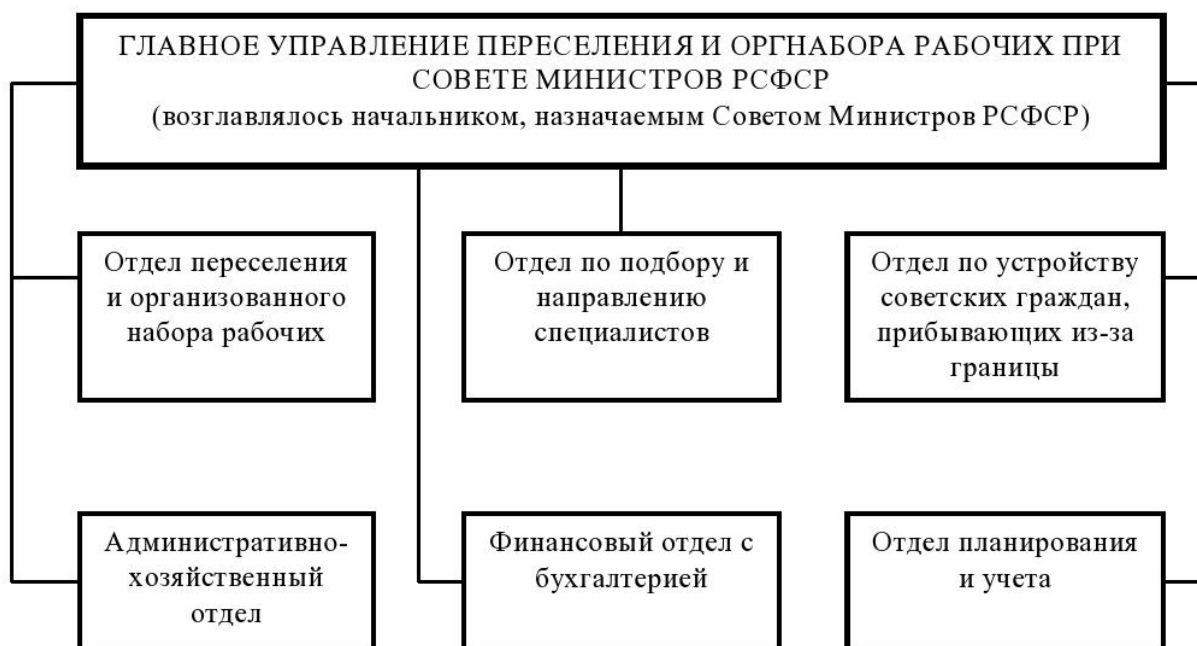 ГЛАВНОЕ УПРАВЛЕНИЕ ПЕРЕСЕЛЕНИЯ И ОРГНАБОРА РАБОЧИХ ПРИ
СОВЕТЕ МИНИСТРОВ РСФСР
(возглавлялось начальником, назначаемым Советом Министров РСФСР)
Отдел переселения
и организованного
набора рабочих
Отдел по подбору и
направлению
специалистов
Отдел по устройству
советских граждан,
прибывающих из-за
границы
Административно-
хозяйственный
отдел
Финансовый отдел с
бухгалтерией
Отдел планирования
и учета